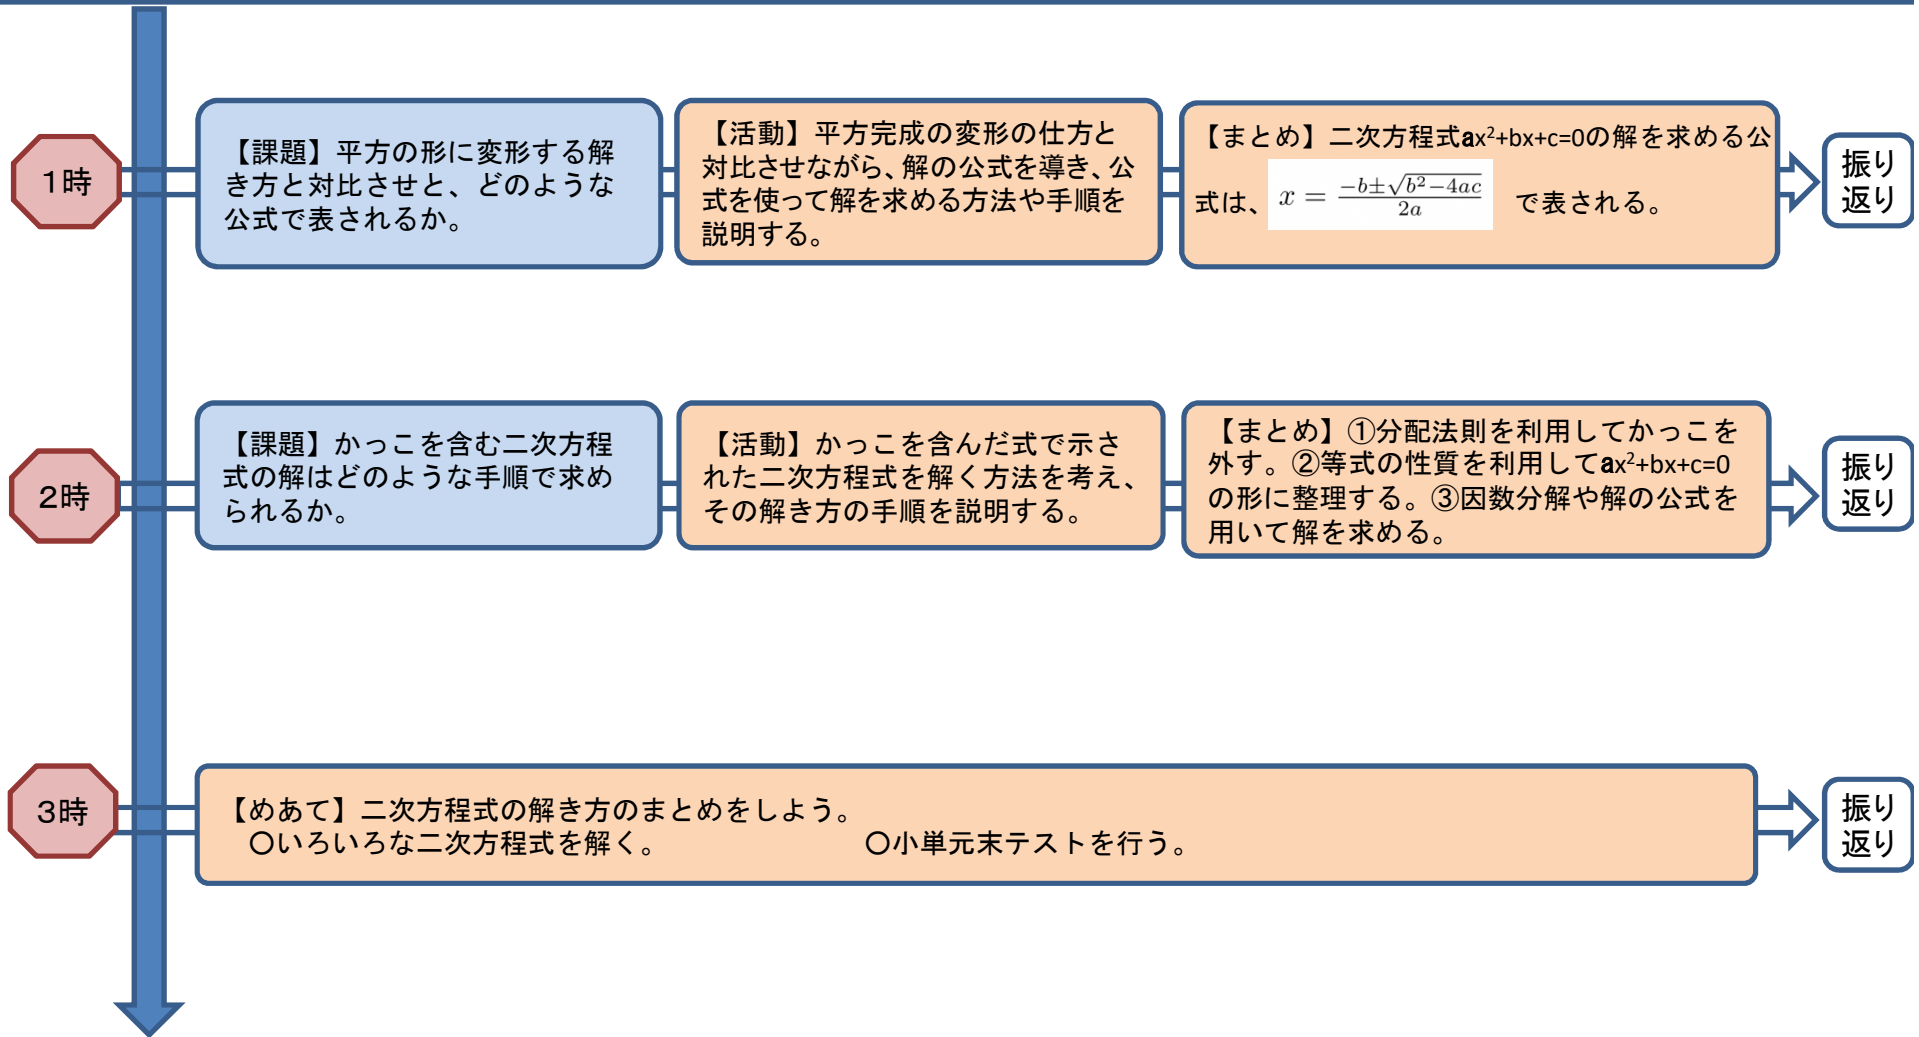 1時
【課題】平方の形に変形する解
き方と対比させと、どのような
公式で表されるか。
【活動】平方完成の変形の仕方と
対比させながら、解の公式を導き、公
式を使って解を求める方法や手順を
説明する。
【まとめ】二次方程式ax²+bx+c=0の解を求める公
式は、 x = \frac{-b±\sqrt{b^2-4ac}}{2a} で表される。
振り
返り
2時
【課題】かっこを含む二次方程
式の解はどのような手順で求め
られるか。
【活動】かっこを含んだ式で示さ
れた二次方程式を解く方法を考え、
その解き方の手順を説明する。
【まとめ】①分配法則を利用してかっこを
外す。②等式の性質を利用してax²+bx+c=0
の形に整理する。③因数分解や解の公式を
用いて解を求める。
振り
返り
3時
【めあて】二次方程式の解き方のまとめをしよう。
○いろいろな二次方程式を解く。 ○小単元末テストを行う。
振り
返り